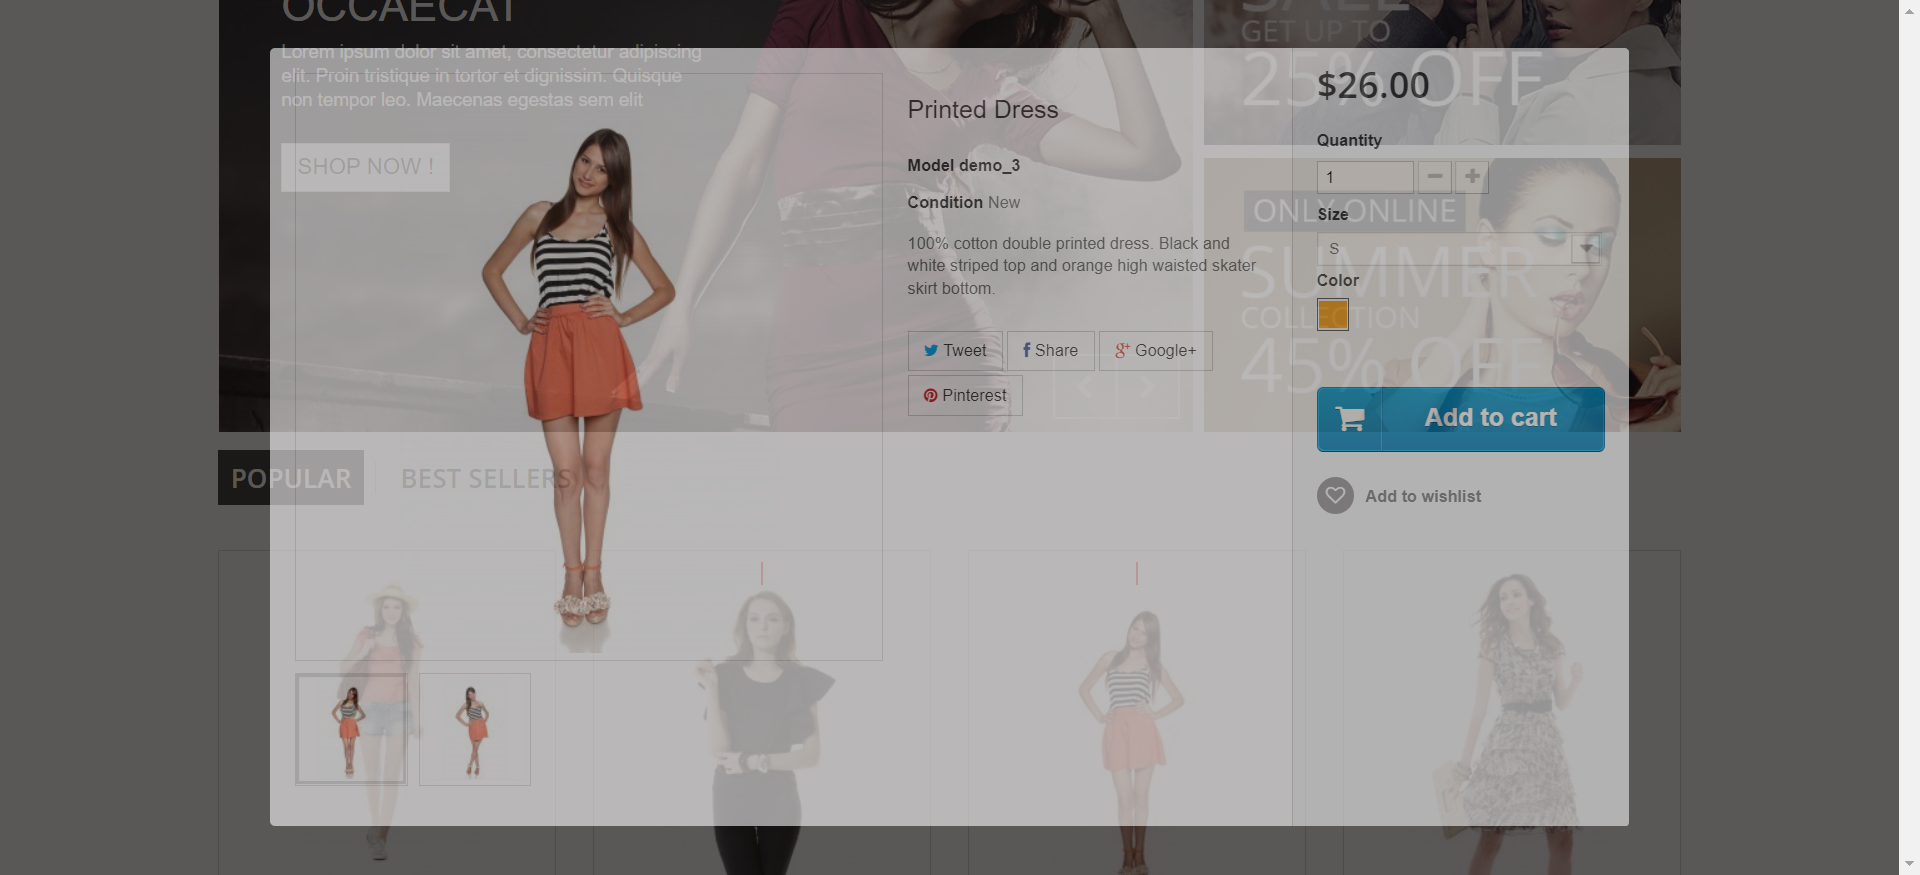 OCCAECAT
Lorem ipsum dolor sit amet, consectetur adipiscing
elit. Proin tristique in tortor et dignissim. Quisque
non tempor leo. Maecenas egestas sem elit
SHOP NOW !
Printed Dress
Model demo_3
Condition New
100% cotton double printed dress. Black and
white striped top and orange high waisted skater
skirt bottom.
Tweet
Share
Google+
Pinterest
SALE
GET UP TO
25% OFF
$26.00
Quantity
1
ONLY ONLINE
Size
S
SUMMER
Color
COLLECTION
45% OFF
Add to cart
Add to wishlist
POPULAR
BEST SELLERS